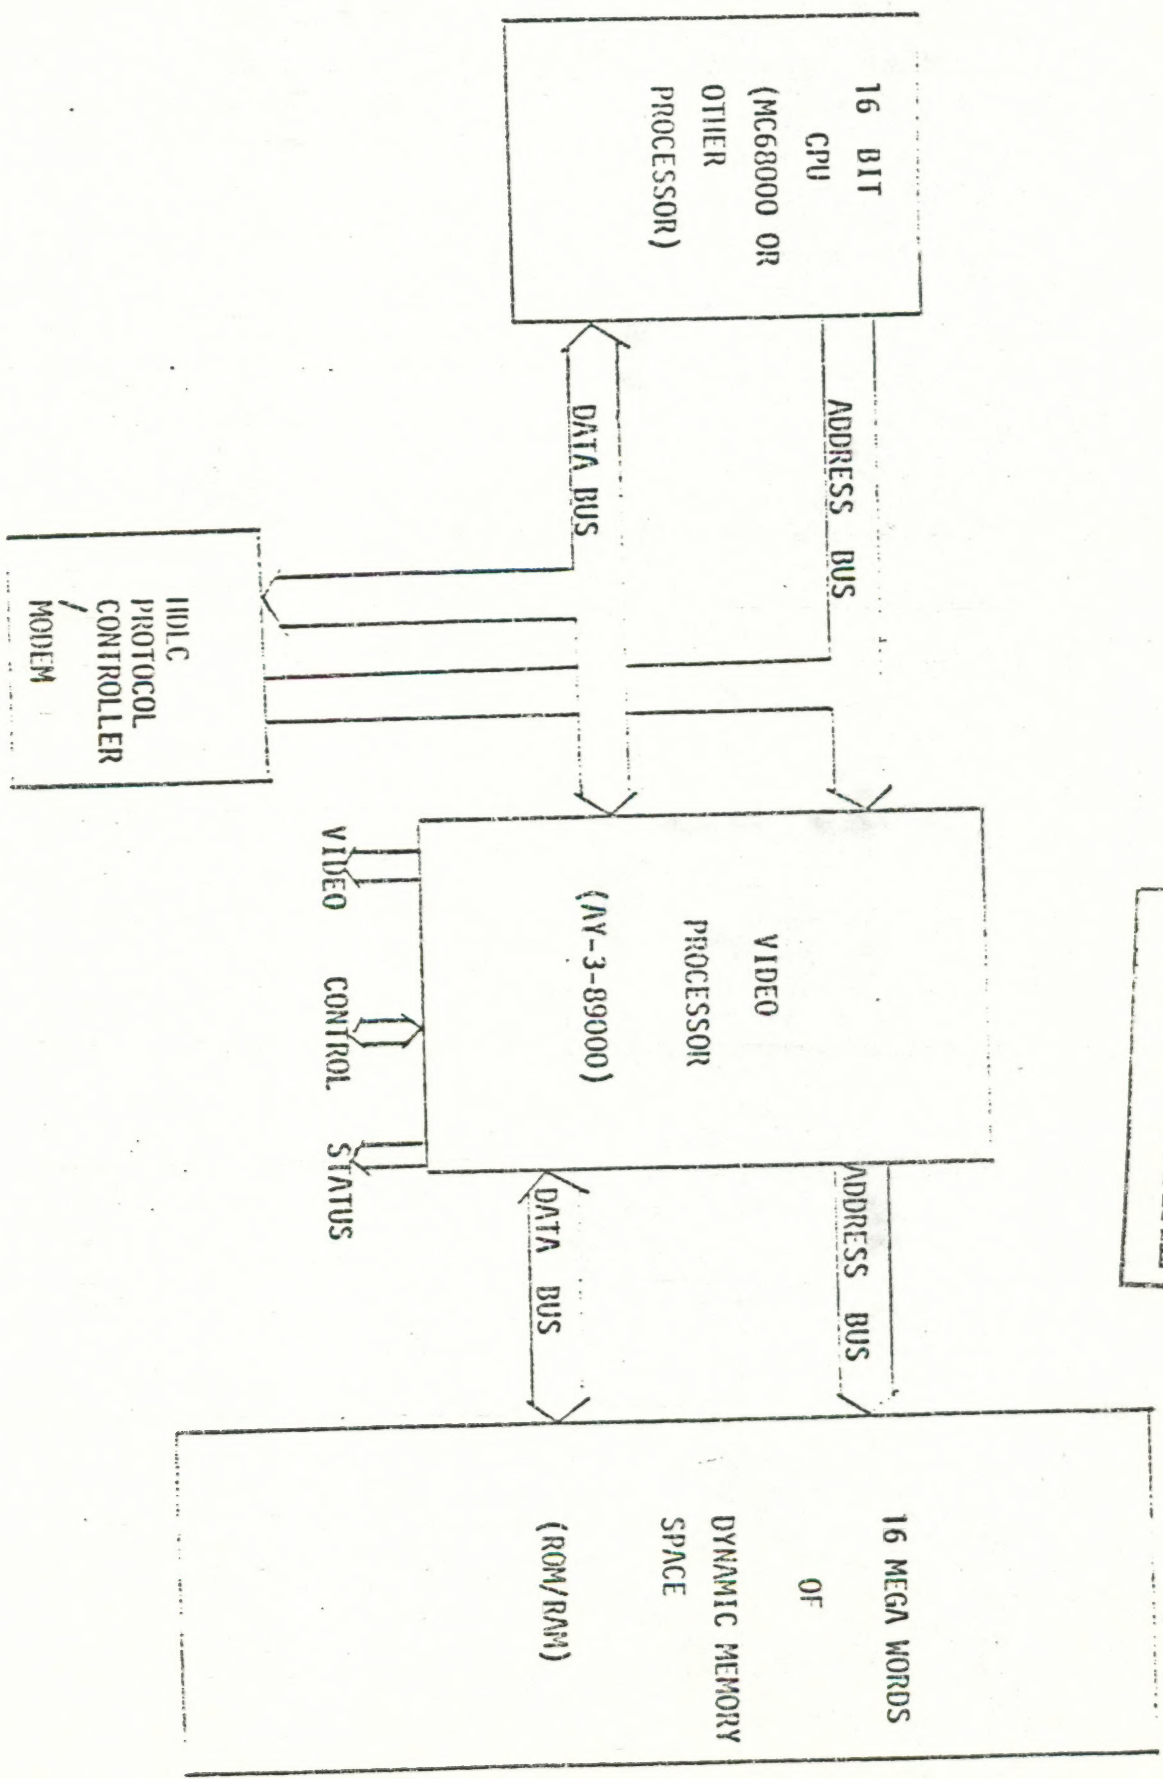 16 BIT
CPU
(MC68000 OR
OTHER
PROCESSOR)
ADDRESS BUS
DATA BUS
HDLC
PROTOCOL
CONTROLLER
/
MODEM
VIDEO
PROCESSOR
(AY-3-89000)
VIDEO
CONTROL
STATUS
ADDRESS BUS
DATA BUS
16 MEGA WORDS
OF
DYNAMIC MEMORY
SPACE
(ROM/RAM)